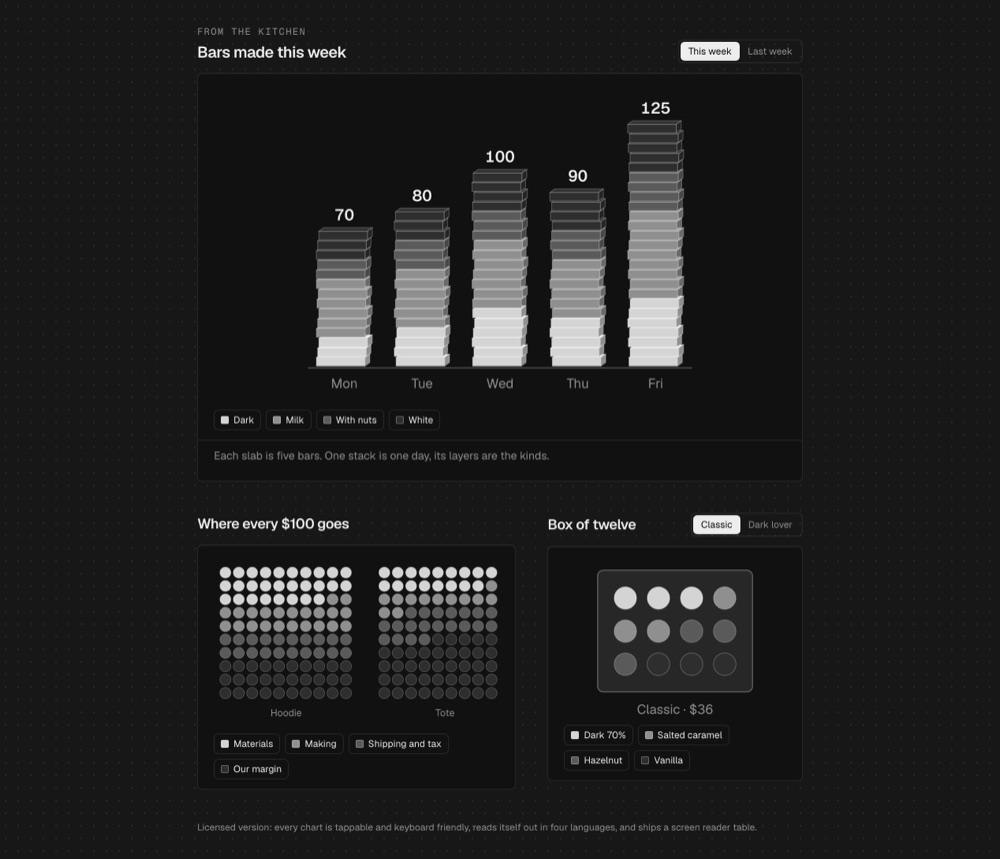 FROM THE KITCHEN
Bars made this week
This week
Last week
125
100
90
80
70
Mon
Tue
Wed
Thu
Fri
Dark
Milk
With nuts
White
Each slab is five bars. One stack is one day, its layers are the kinds.
Where every $100 goes
Hoodie
Tote
Materials
Making
Shipping and tax
Our margin
Box of twelve
Classic
Dark lover
Classic · $36
Dark 70%
Salted caramel
Hazelnut
Vanilla
Licensed version: every chart is tappable and keyboard friendly, reads itself out in four languages, and ships a screen reader table.